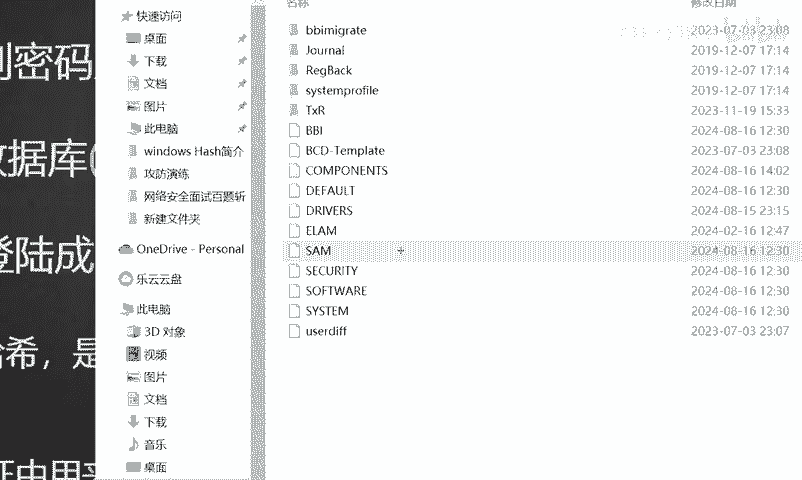 名称 修改日期
快速访问
桌面
下载
文档
图片
此电脑
windows Hash简介
攻防演练
网络安全面试百题斩
新建文件夹
OneDrive - Personal
乐云云盘
此电脑
3D 对象
视频
图片
文档
下载
音乐
桌面
bbimigrate 2023-07-03 23:08
Journal 2019-12-07 17:14
RegBack 2019-12-07 17:14
systemprofile 2019-12-07 17:14
TxR 2023-11-19 15:33
BBI 2024-08-16 12:30
BCD-Template 2023-07-03 23:08
COMPONENTS 2024-08-16 14:02
DEFAULT 2024-08-16 12:30
DRIVERS 2024-08-15 23:15
ELAM 2024-02-16 12:47
SAM 2024-08-16 12:30
SECURITY 2024-08-16 12:30
SOFTWARE 2024-08-16 12:30
SYSTEM 2024-08-16 12:30
userdiff 2023-07-03 23:07
密码
据库(
登陆成
希，是